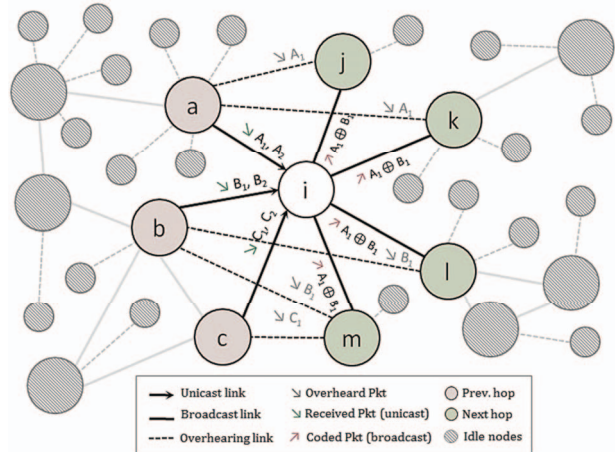 ↘ A₁
j
a
↘ A₁
k
↘ A₁, A₂
↗ A₁ ⊕ B₁
↗ A₁ ⊕ B₁
i
↘ B₁, B₂
b
↗ C₁, C₂
↗ A₁ ⊕ B₁
↘ B₁
l
↘ B₁
↗ A₁ ⊕ B₁
↘ C₁
c
m
Unicast link
Broadcast link
Overhearing link
↘ Overheard Pkt
↘ Received Pkt (unicast)
↗ Coded Pkt (broadcast)
Prev. hop
Next hop
Idle nodes